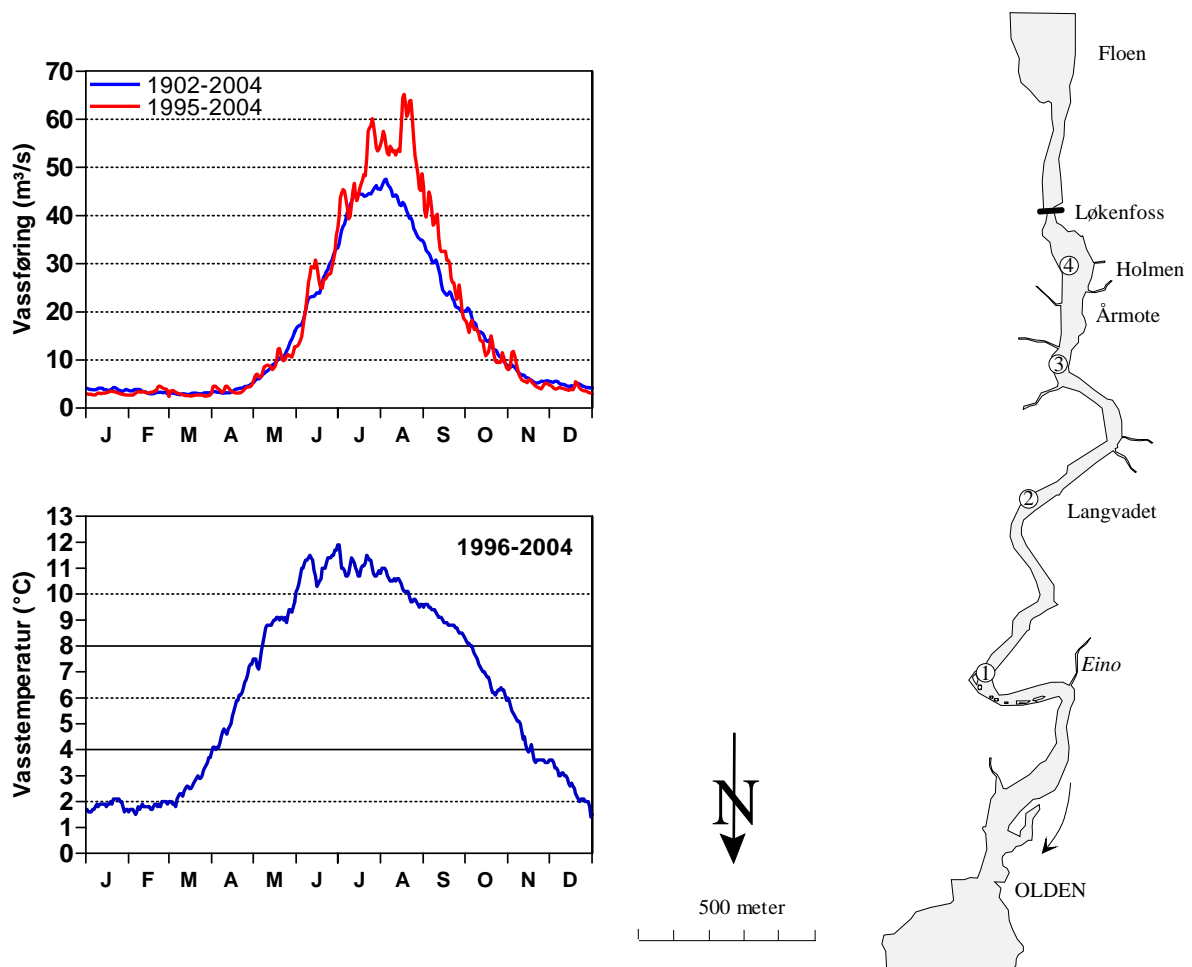 Vassføring (m³/s)
70
60
50
40
30
20
10
0
1902-2004
1995-2004
J F M A M J J A S O N D
Vasstemperatur (°C)
13
12
11
10
9
8
7
6
5
4
3
2
1
0
1996-2004
J F M A M J J A S O N D
Floen
Løkenfoss
4
Holmen
Årmote
3
2
Langvadet
1
Eino
N
OLDEN
500 meter